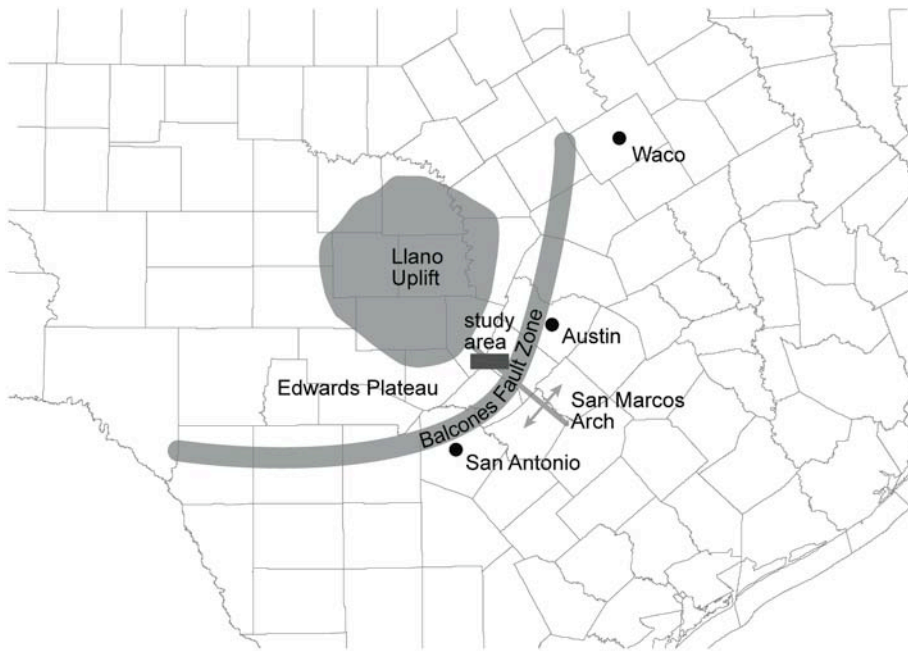 Waco
Llano
Uplift
study
area
Austin
Edwards Plateau
Balcones Fault Zone
San Marcos
Arch
San Antonio